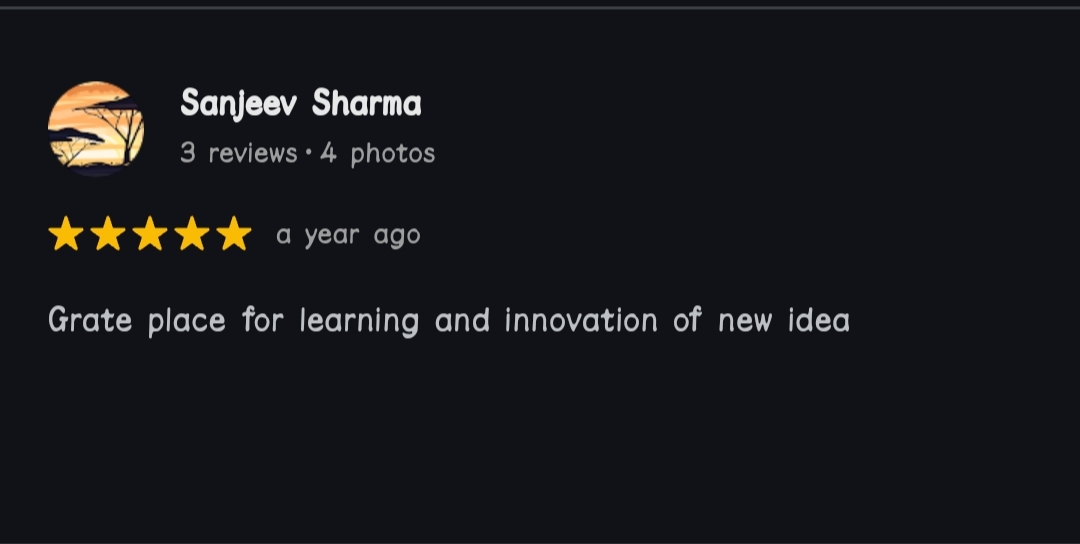 Sanjeev Sharma
3 reviews • 4 photos
a year ago
Grate place for learning and innovation of new idea